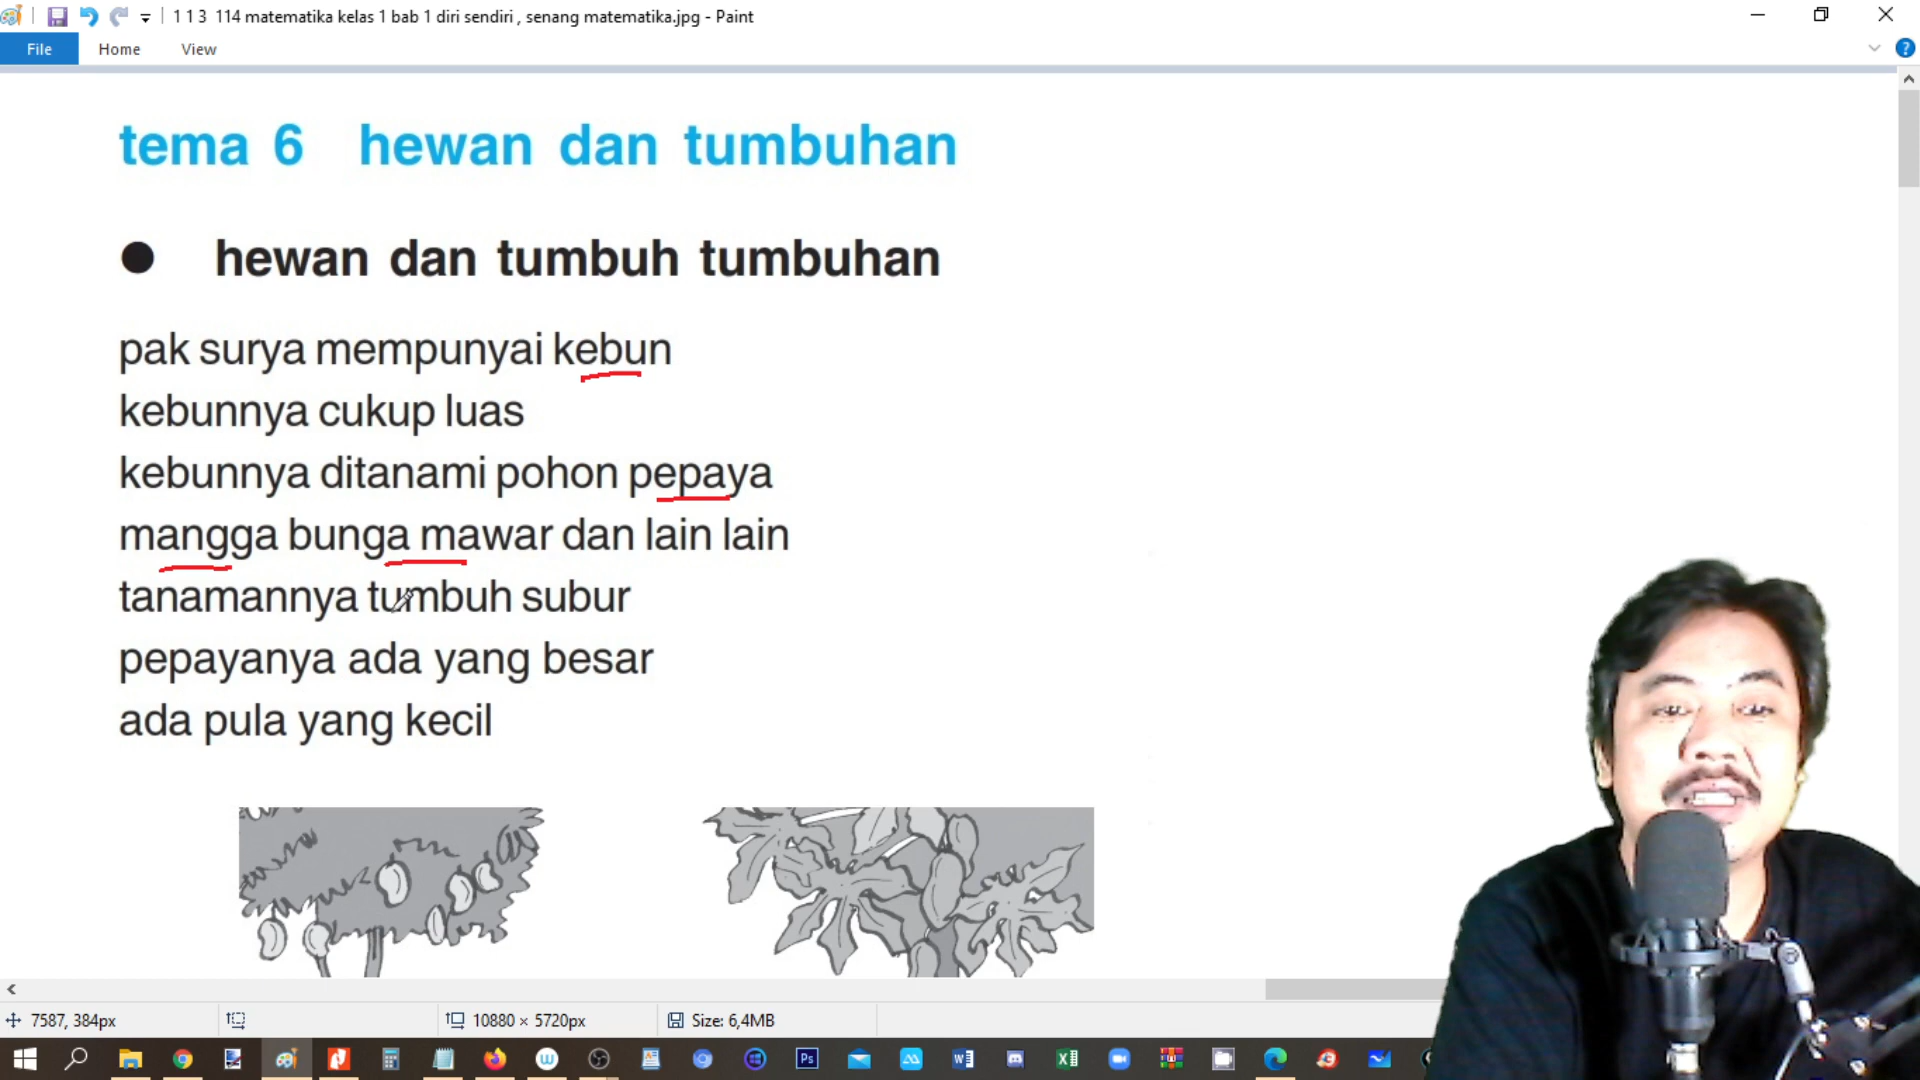 1 1 3 114 matematika kelas 1 bab 1 diri sendiri , senang matematika.jpg - Paint
File Home View
tema 6 hewan dan tumbuhan
● hewan dan tumbuh tumbuhan
pak surya mempunyai kebun
kebunnya cukup luas
kebunnya ditanami pohon pepaya
mangga bunga mawar dan lain lain
tanamannya tumbuh subur
pepayanya ada yang besar
ada pula yang kecil
7587, 384px 10880 × 5720px Size: 6,4MB
Ps